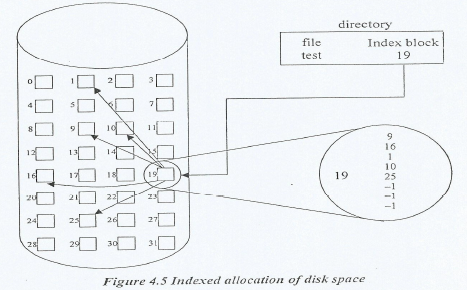 directory
file Index block
test 19
0 1 2 3
4 5 6 7
8 9 10 11
12 13 14 15
16 17 18 19
20 21 22 23
24 25 26 27
28 29 30 31
19
9
16
1
10
25
-1
-1
-1
Figure 4.5 Indexed allocation of disk space